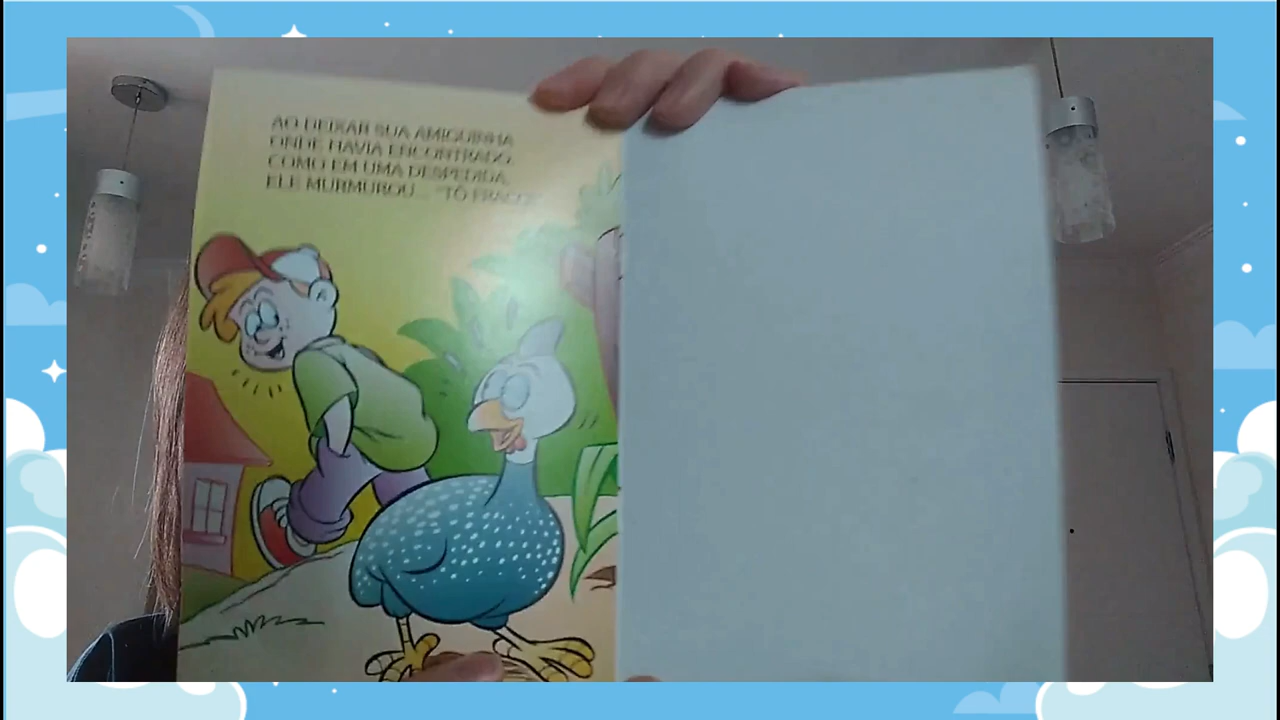 AO DEIXAR SUA AMIGUINHA
ONDE HAVIA ENCONTRADO,
COMO EM UMA DESPEDIDA,
ELE MURMUROU... "TÔ FRACO!"